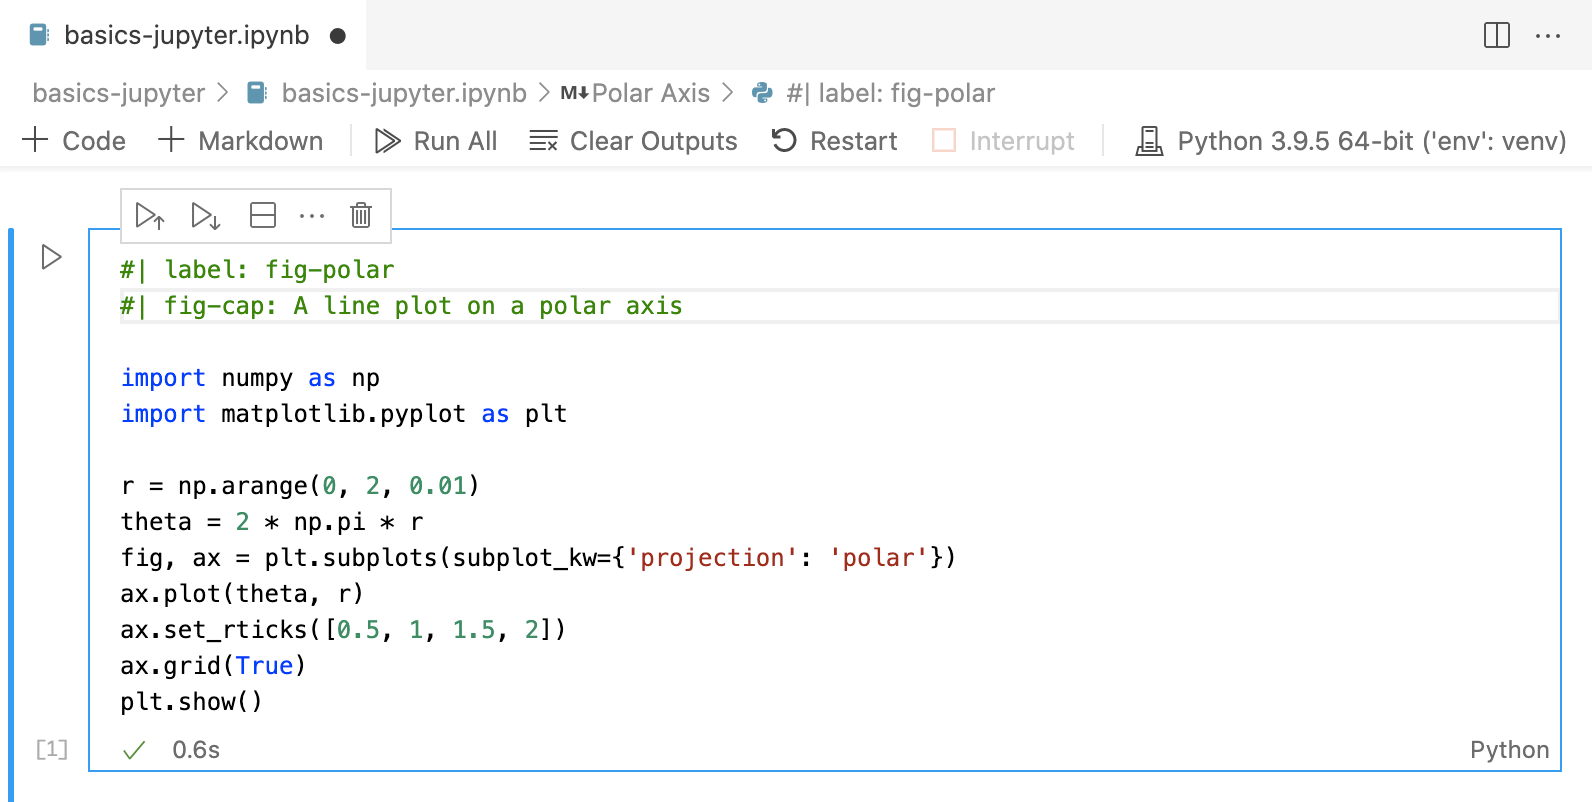 basics-jupyter.ipynb
basics-jupyter > basics-jupyter.ipynb > M↓Polar Axis > #| label: fig-polar
+ Code + Markdown Run All Clear Outputs Restart Interrupt Python 3.9.5 64-bit ('env': venv)
#| label: fig-polar
#| fig-cap: A line plot on a polar axis
import numpy as np
import matplotlib.pyplot as plt
r = np.arange(0, 2, 0.01)
theta = 2 * np.pi * r
fig, ax = plt.subplots(subplot_kw={'projection': 'polar'})
ax.plot(theta, r)
ax.set_rticks([0.5, 1, 1.5, 2])
ax.grid(True)
plt.show()
[1] ✓ 0.6s Python